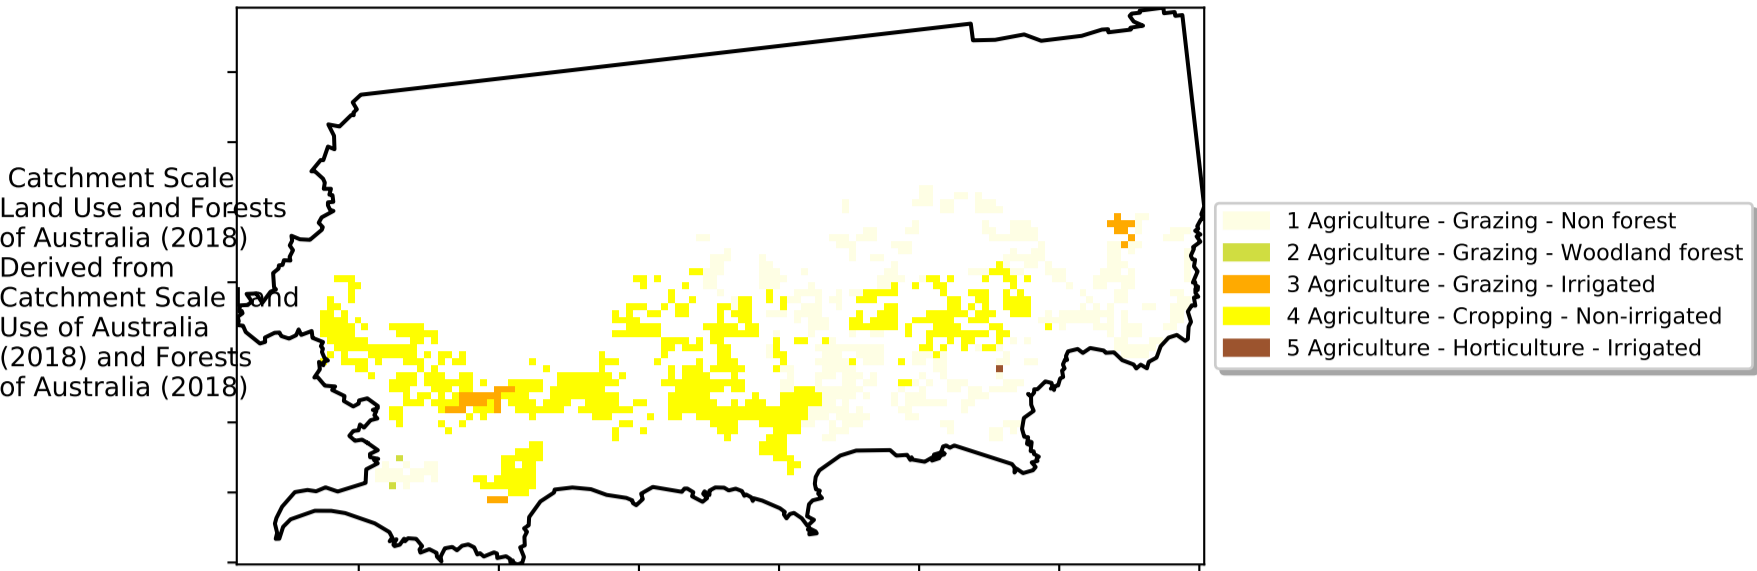 Catchment Scale
Land Use and Forests
of Australia (2018)
Derived from
Catchment Scale Land
Use of Australia
(2018) and Forests
of Australia (2018)
1 Agriculture - Grazing - Non forest
2 Agriculture - Grazing - Woodland forest
3 Agriculture - Grazing - Irrigated
4 Agriculture - Cropping - Non-irrigated
5 Agriculture - Horticulture - Irrigated